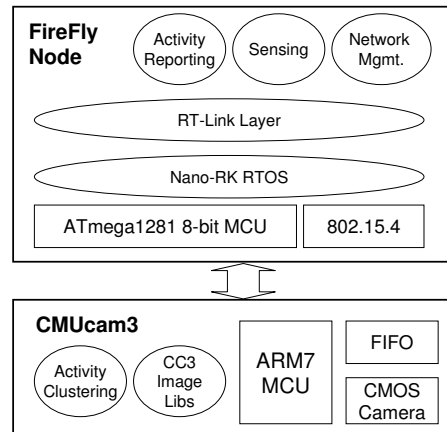 FireFly
Node
Activity
Reporting
Sensing
Network
Mgmt.
RT-Link Layer
Nano-RK RTOS
ATmega1281 8-bit MCU
802.15.4
CMUcam3
Activity
Clustering
CC3
Image
Libs
ARM7
MCU
FIFO
CMOS
Camera